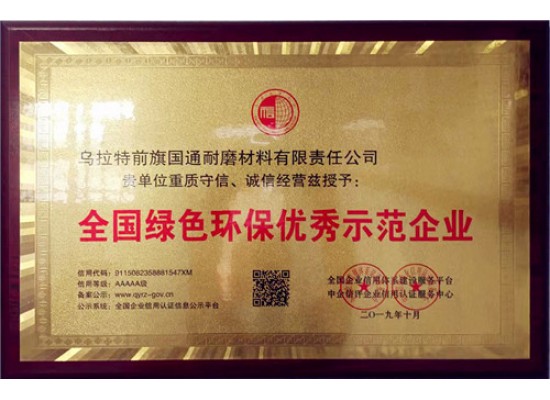 乌拉特前旗国通耐磨材料有限责任公司
贵单位重质守信、诚信经营兹授予:
全国绿色环保优秀示范企业
信用代码: 01150823588815​47XM
信用等级: AAAAA级
备案公示: www.qyrz-gov.cn
公示系统: 全国企业信用认证信息公示平台
全国企业信用体系建设服务平台
中企信评企业信用认证服务中心
二〇一九年十月